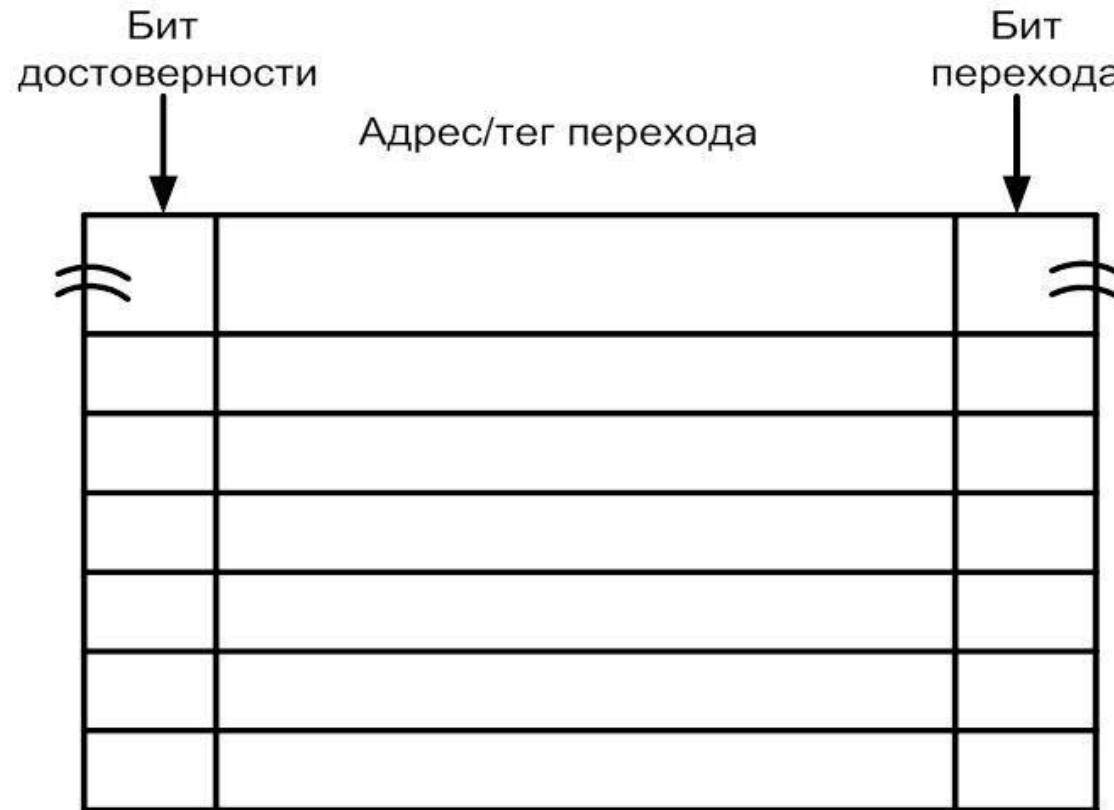 Бит
достоверности
Адрес/тег перехода
Бит
перехода